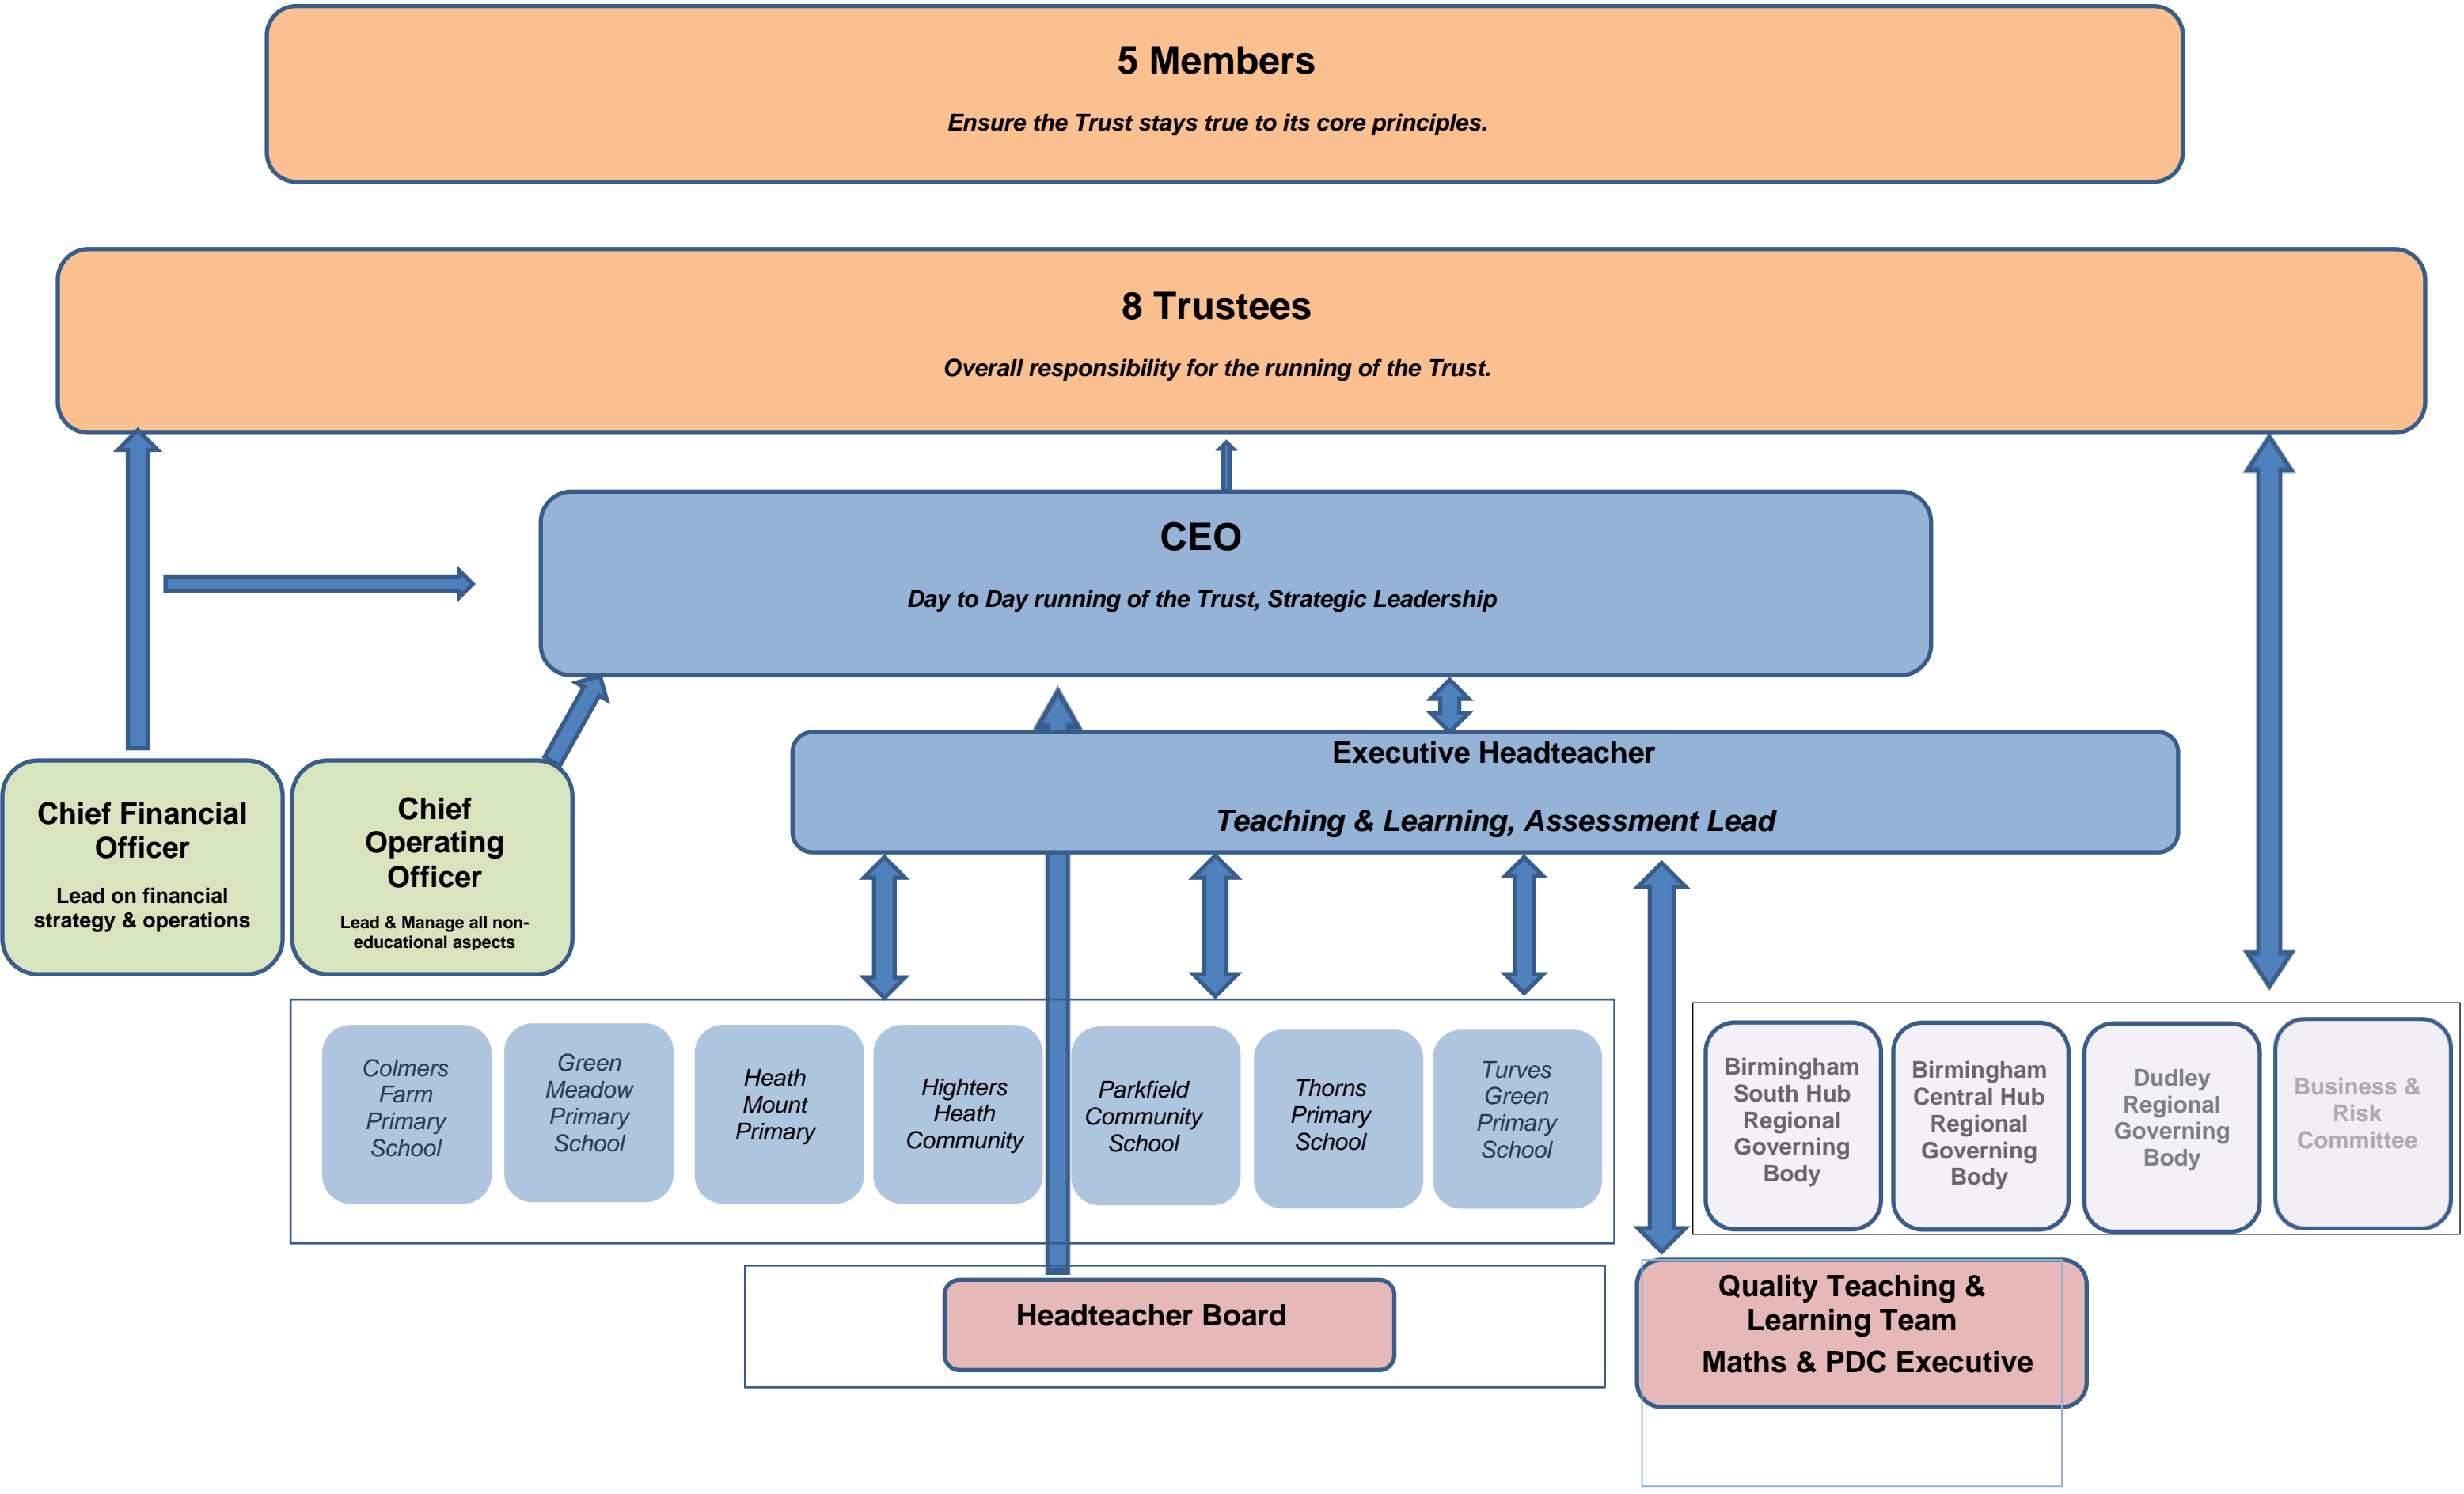 5 Members
Ensure the Trust stays true to its core principles.
8 Trustees
Overall responsibility for the running of the Trust.
CEO
Day to Day running of the Trust, Strategic Leadership
Executive Headteacher
Teaching & Learning, Assessment Lead
Chief Financial
Officer
Lead on financial
strategy & operations
Chief
Operating
Officer
Lead & Manage all non-
educational aspects
Colmers
Farm
Primary
School
Green
Meadow
Primary
School
Heath
Mount
Primary
Highters
Heath
Community
Parkfield
Community
School
Thorns
Primary
School
Turves
Green
Primary
School
Birmingham
South Hub
Regional
Governing
Body
Birmingham
Central Hub
Regional
Governing
Body
Dudley
Regional
Governing
Body
Business &
Risk
Committee
Headteacher Board
Quality Teaching &
Learning Team
Maths & PDC Executive